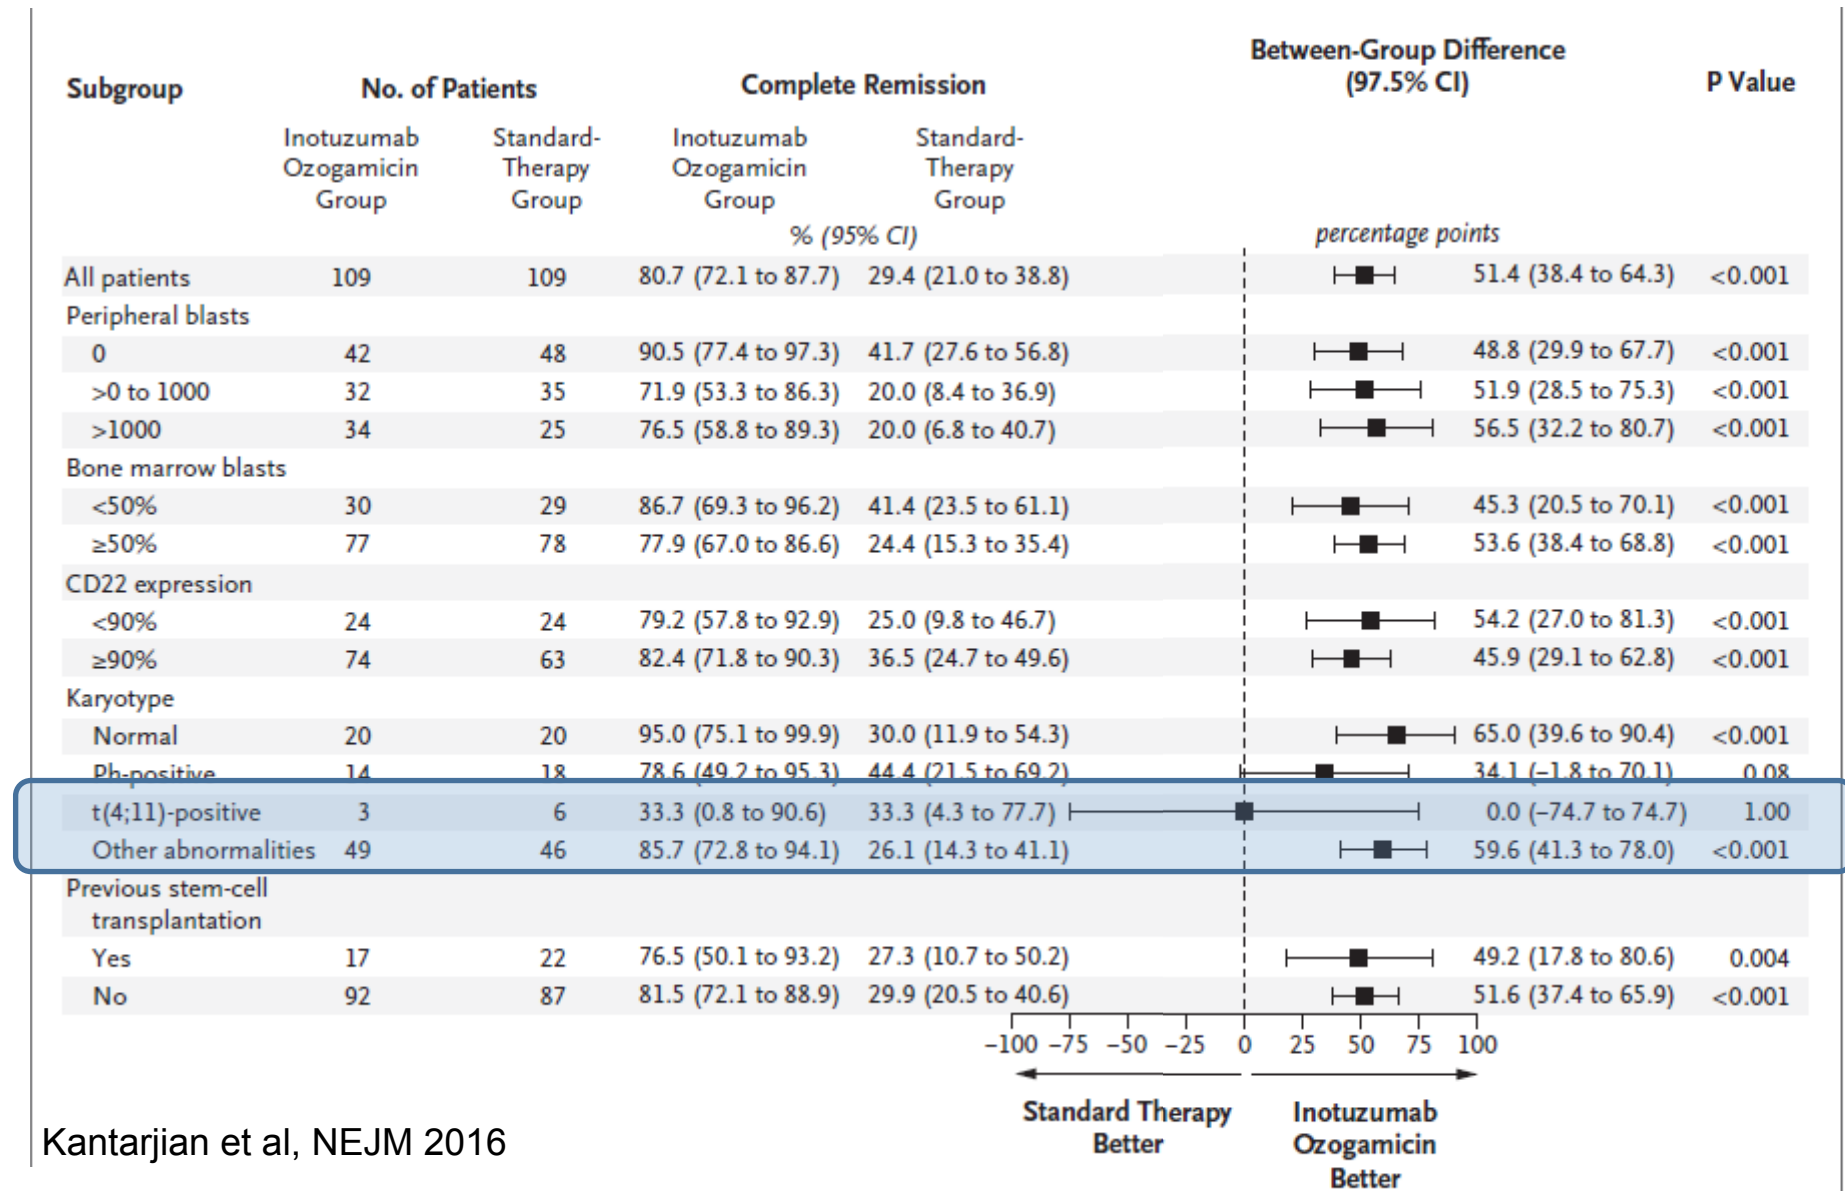 Between-Group Difference
Subgroup No. of Patients Complete Remission (97.5% CI) P Value
Inotuzumab Standard- Inotuzumab Standard-
Ozogamicin Therapy Ozogamicin Therapy
Group Group Group Group
% (95% CI) percentage points
All patients 109 109 80.7 (72.1 to 87.7) 29.4 (21.0 to 38.8) 51.4 (38.4 to 64.3) <0.001
Peripheral blasts
0 42 48 90.5 (77.4 to 97.3) 41.7 (27.6 to 56.8) 48.8 (29.9 to 67.7) <0.001
>0 to 1000 32 35 71.9 (53.3 to 86.3) 20.0 (8.4 to 36.9) 51.9 (28.5 to 75.3) <0.001
>1000 34 25 76.5 (58.8 to 89.3) 20.0 (6.8 to 40.7) 56.5 (32.2 to 80.7) <0.001
Bone marrow blasts
<50% 30 29 86.7 (69.3 to 96.2) 41.4 (23.5 to 61.1) 45.3 (20.5 to 70.1) <0.001
≥50% 77 78 77.9 (67.0 to 86.6) 24.4 (15.3 to 35.4) 53.6 (38.4 to 68.8) <0.001
CD22 expression
<90% 24 24 79.2 (57.8 to 92.9) 25.0 (9.8 to 46.7) 54.2 (27.0 to 81.3) <0.001
≥90% 74 63 82.4 (71.8 to 90.3) 36.5 (24.7 to 49.6) 45.9 (29.1 to 62.8) <0.001
Karyotype
Normal 20 20 95.0 (75.1 to 99.9) 30.0 (11.9 to 54.3) 65.0 (39.6 to 90.4) <0.001
Ph-positive 14 18 78.6 (49.2 to 95.3) 44.4 (21.5 to 69.2) 34.1 (−1.8 to 70.1) 0.08
t(4;11)-positive 3 6 33.3 (0.8 to 90.6) 33.3 (4.3 to 77.7) 0.0 (−74.7 to 74.7) 1.00
Other abnormalities 49 46 85.7 (72.8 to 94.1) 26.1 (14.3 to 41.1) 59.6 (41.3 to 78.0) <0.001
Previous stem-cell
transplantation
Yes 17 22 76.5 (50.1 to 93.2) 27.3 (10.7 to 50.2) 49.2 (17.8 to 80.6) 0.004
No 92 87 81.5 (72.1 to 88.9) 29.9 (20.5 to 40.6) 51.6 (37.4 to 65.9) <0.001
−100 −75 −50 −25 0 25 50 75 100
Standard Therapy Inotuzumab
Better Ozogamicin
Better
Kantarjian et al, NEJM 2016